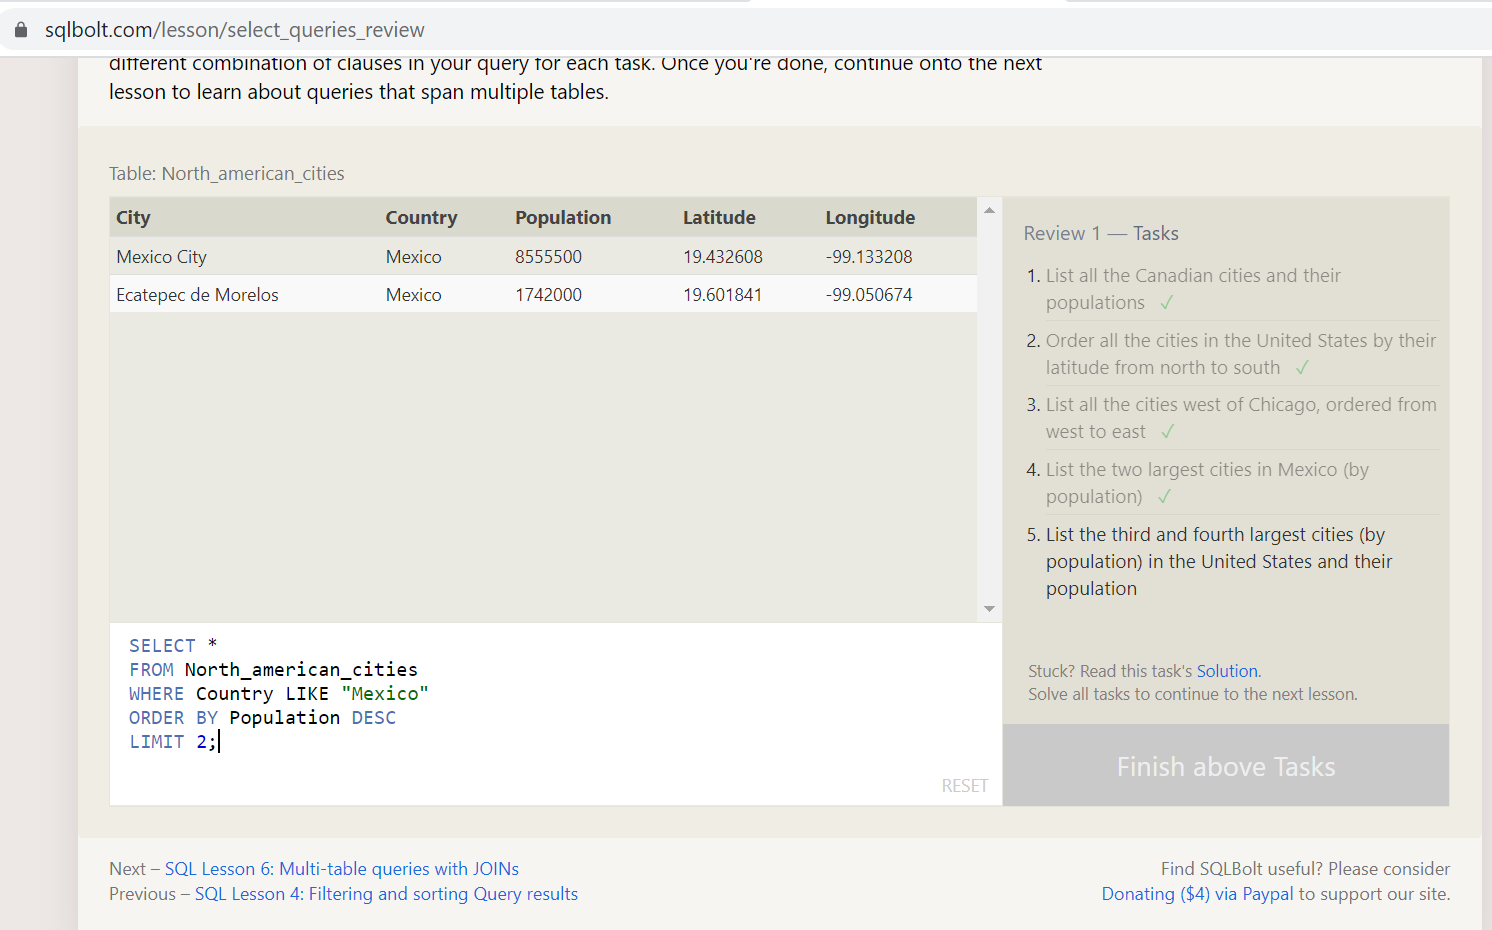 sqlbolt.com/lesson/select_queries_review
different combination of clauses in your query for each task. Once you're done, continue onto the next
lesson to learn about queries that span multiple tables.
Table: North_american_cities
City Country Population Latitude Longitude
Mexico City Mexico 8555500 19.432608 -99.133208
Ecatepec de Morelos Mexico 1742000 19.601841 -99.050674
SELECT *
FROM North_american_cities
WHERE Country LIKE "Mexico"
ORDER BY Population DESC
LIMIT 2;
RESET
Review 1 — Tasks
1. List all the Canadian cities and their
populations ✓
2. Order all the cities in the United States by their
latitude from north to south ✓
3. List all the cities west of Chicago, ordered from
west to east ✓
4. List the two largest cities in Mexico (by
population) ✓
5. List the third and fourth largest cities (by
population) in the United States and their
population
Stuck? Read this task's Solution.
Solve all tasks to continue to the next lesson.
Finish above Tasks
Next – SQL Lesson 6: Multi-table queries with JOINs
Previous – SQL Lesson 4: Filtering and sorting Query results
Find SQLBolt useful? Please consider
Donating ($4) via Paypal to support our site.